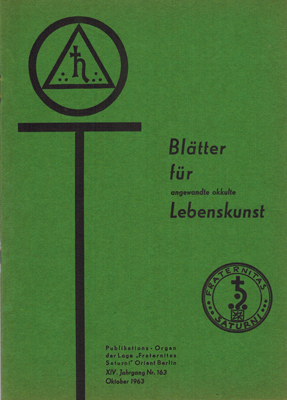 Blätter
für
angewandte okkulte
Lebenskunst
FRATERNITAS
SATURNI
Publikations-Organ
der Loge „Fraternitas
Saturni" Orient Berlin
XIV. Jahrgang Nr. 163
Oktober 1963